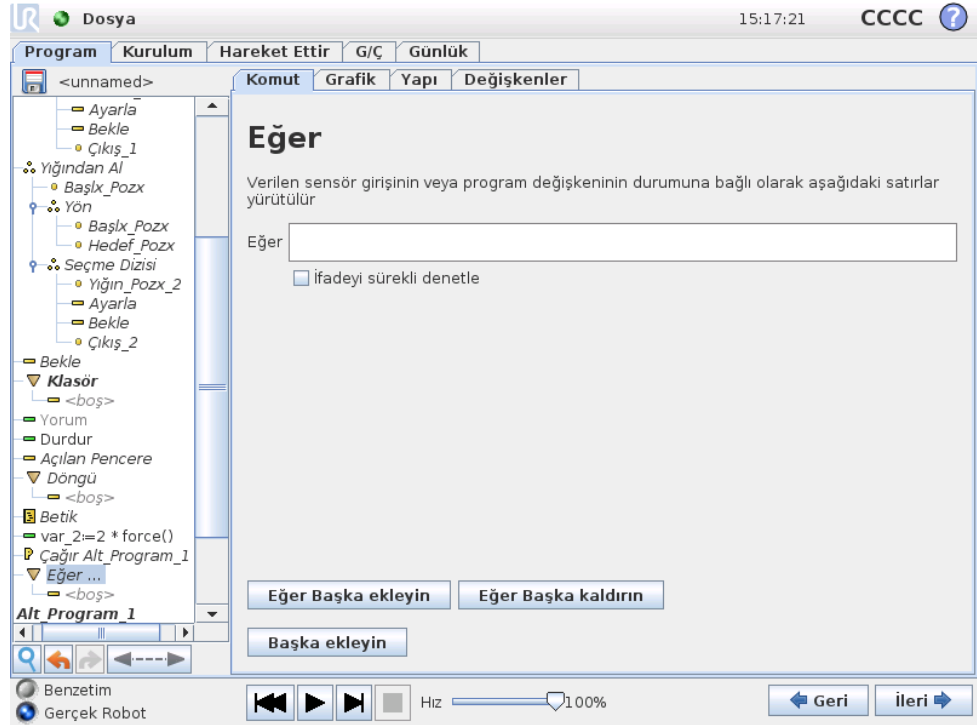 UR Dosya 15:17:21 CCCC ?
Program Kurulum Hareket Ettir G/Ç Günlük
<unnamed>
Komut Grafik Yapı Değişkenler
Ayarla
Bekle
Çıkış_1
Yığından Al
Başlx_Pozx
Yön
Başlx_Pozx
Hedef_Pozx
Seçme Dizisi
Yığın_Pozx_2
Ayarla
Bekle
Çıkış_2
Bekle
Klasör
<boş>
Yorum
Durdur
Açılan Pencere
Döngü
<boş>
Betik
var_2≔2 * force()
Çağır Alt_Program_1
Eğer ...
<boş>
Alt_Program_1
Eğer
Verilen sensör girişinin veya program değişkeninin durumuna bağlı olarak aşağıdaki satırlar
yürütülür
Eğer
İfadeyi sürekli denetle
Eğer Başka ekleyin Eğer Başka kaldırın
Başka ekleyin
Benzetim
Gerçek Robot
Hız 100%
Geri İleri